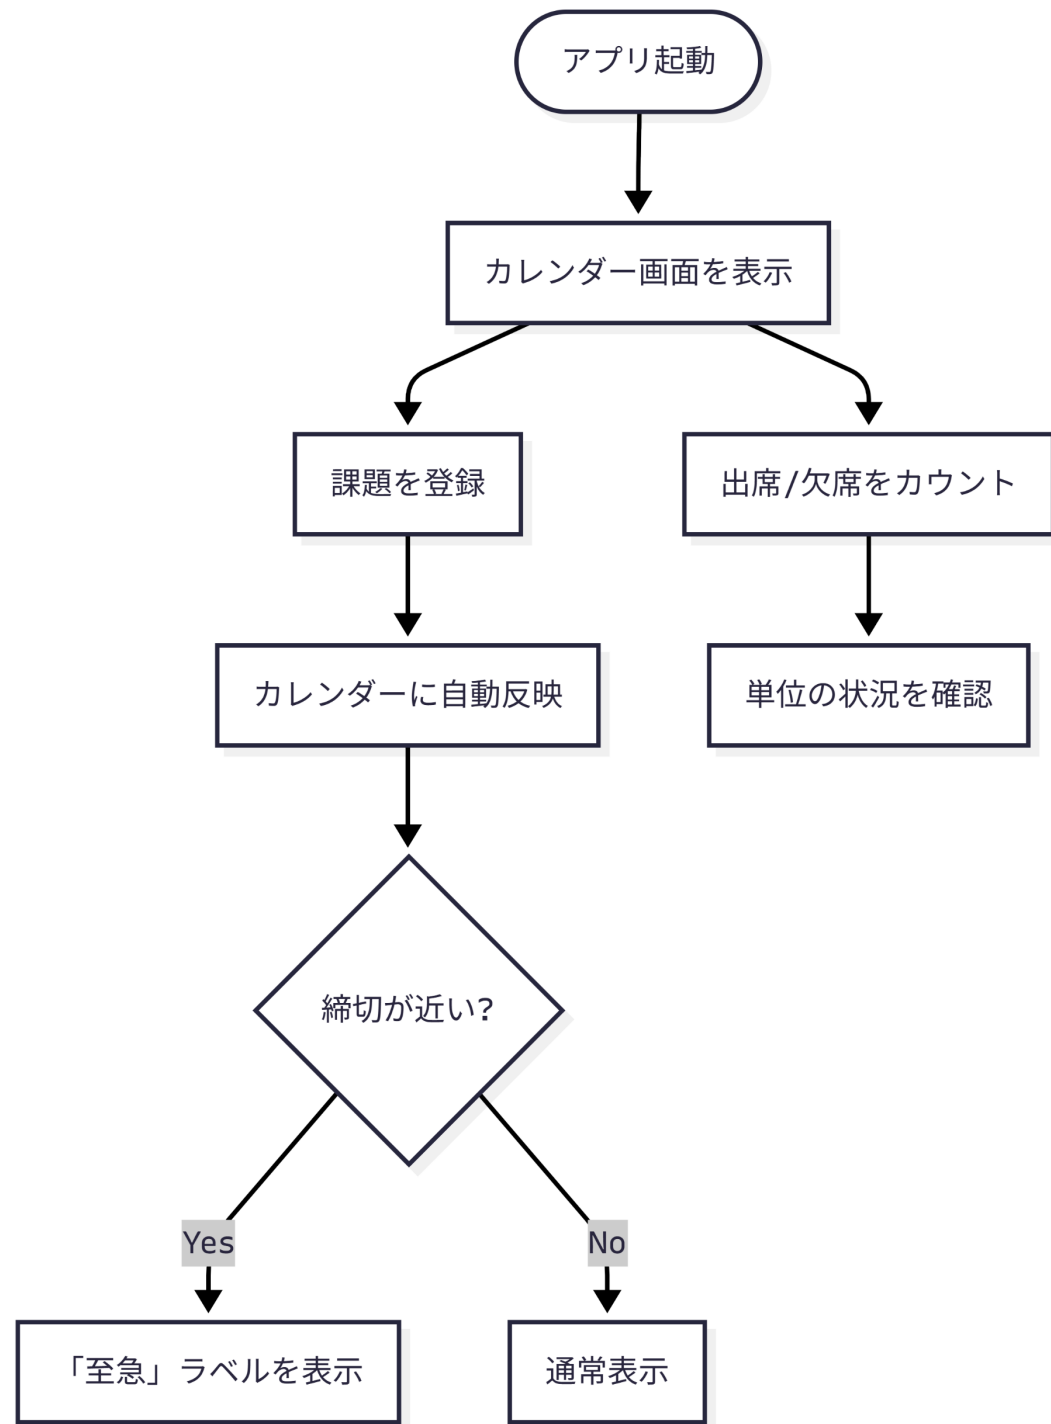 アプリ起動
カレンダー画面を表示
課題を登録
出席/欠席をカウント
カレンダーに自動反映
単位の状況を確認
締切が近い?
Yes
No
「至急」ラベルを表示
通常表示